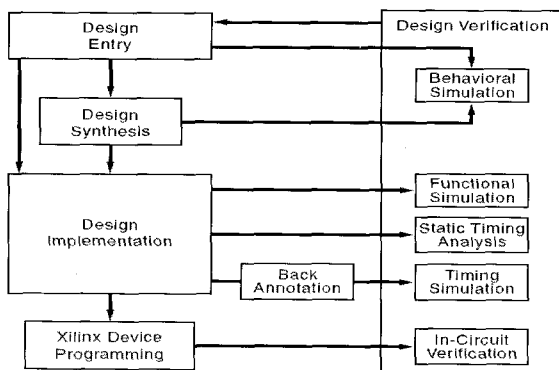 Design
Entry
Design Verification
Behavioral
Simulation
Design
Synthesis
Design
Implementation
Functional
Simulation
Static Timing
Analysis
Back
Annotation
Timing
Simulation
Xilinx Device
Programming
In-Circuit
Verification